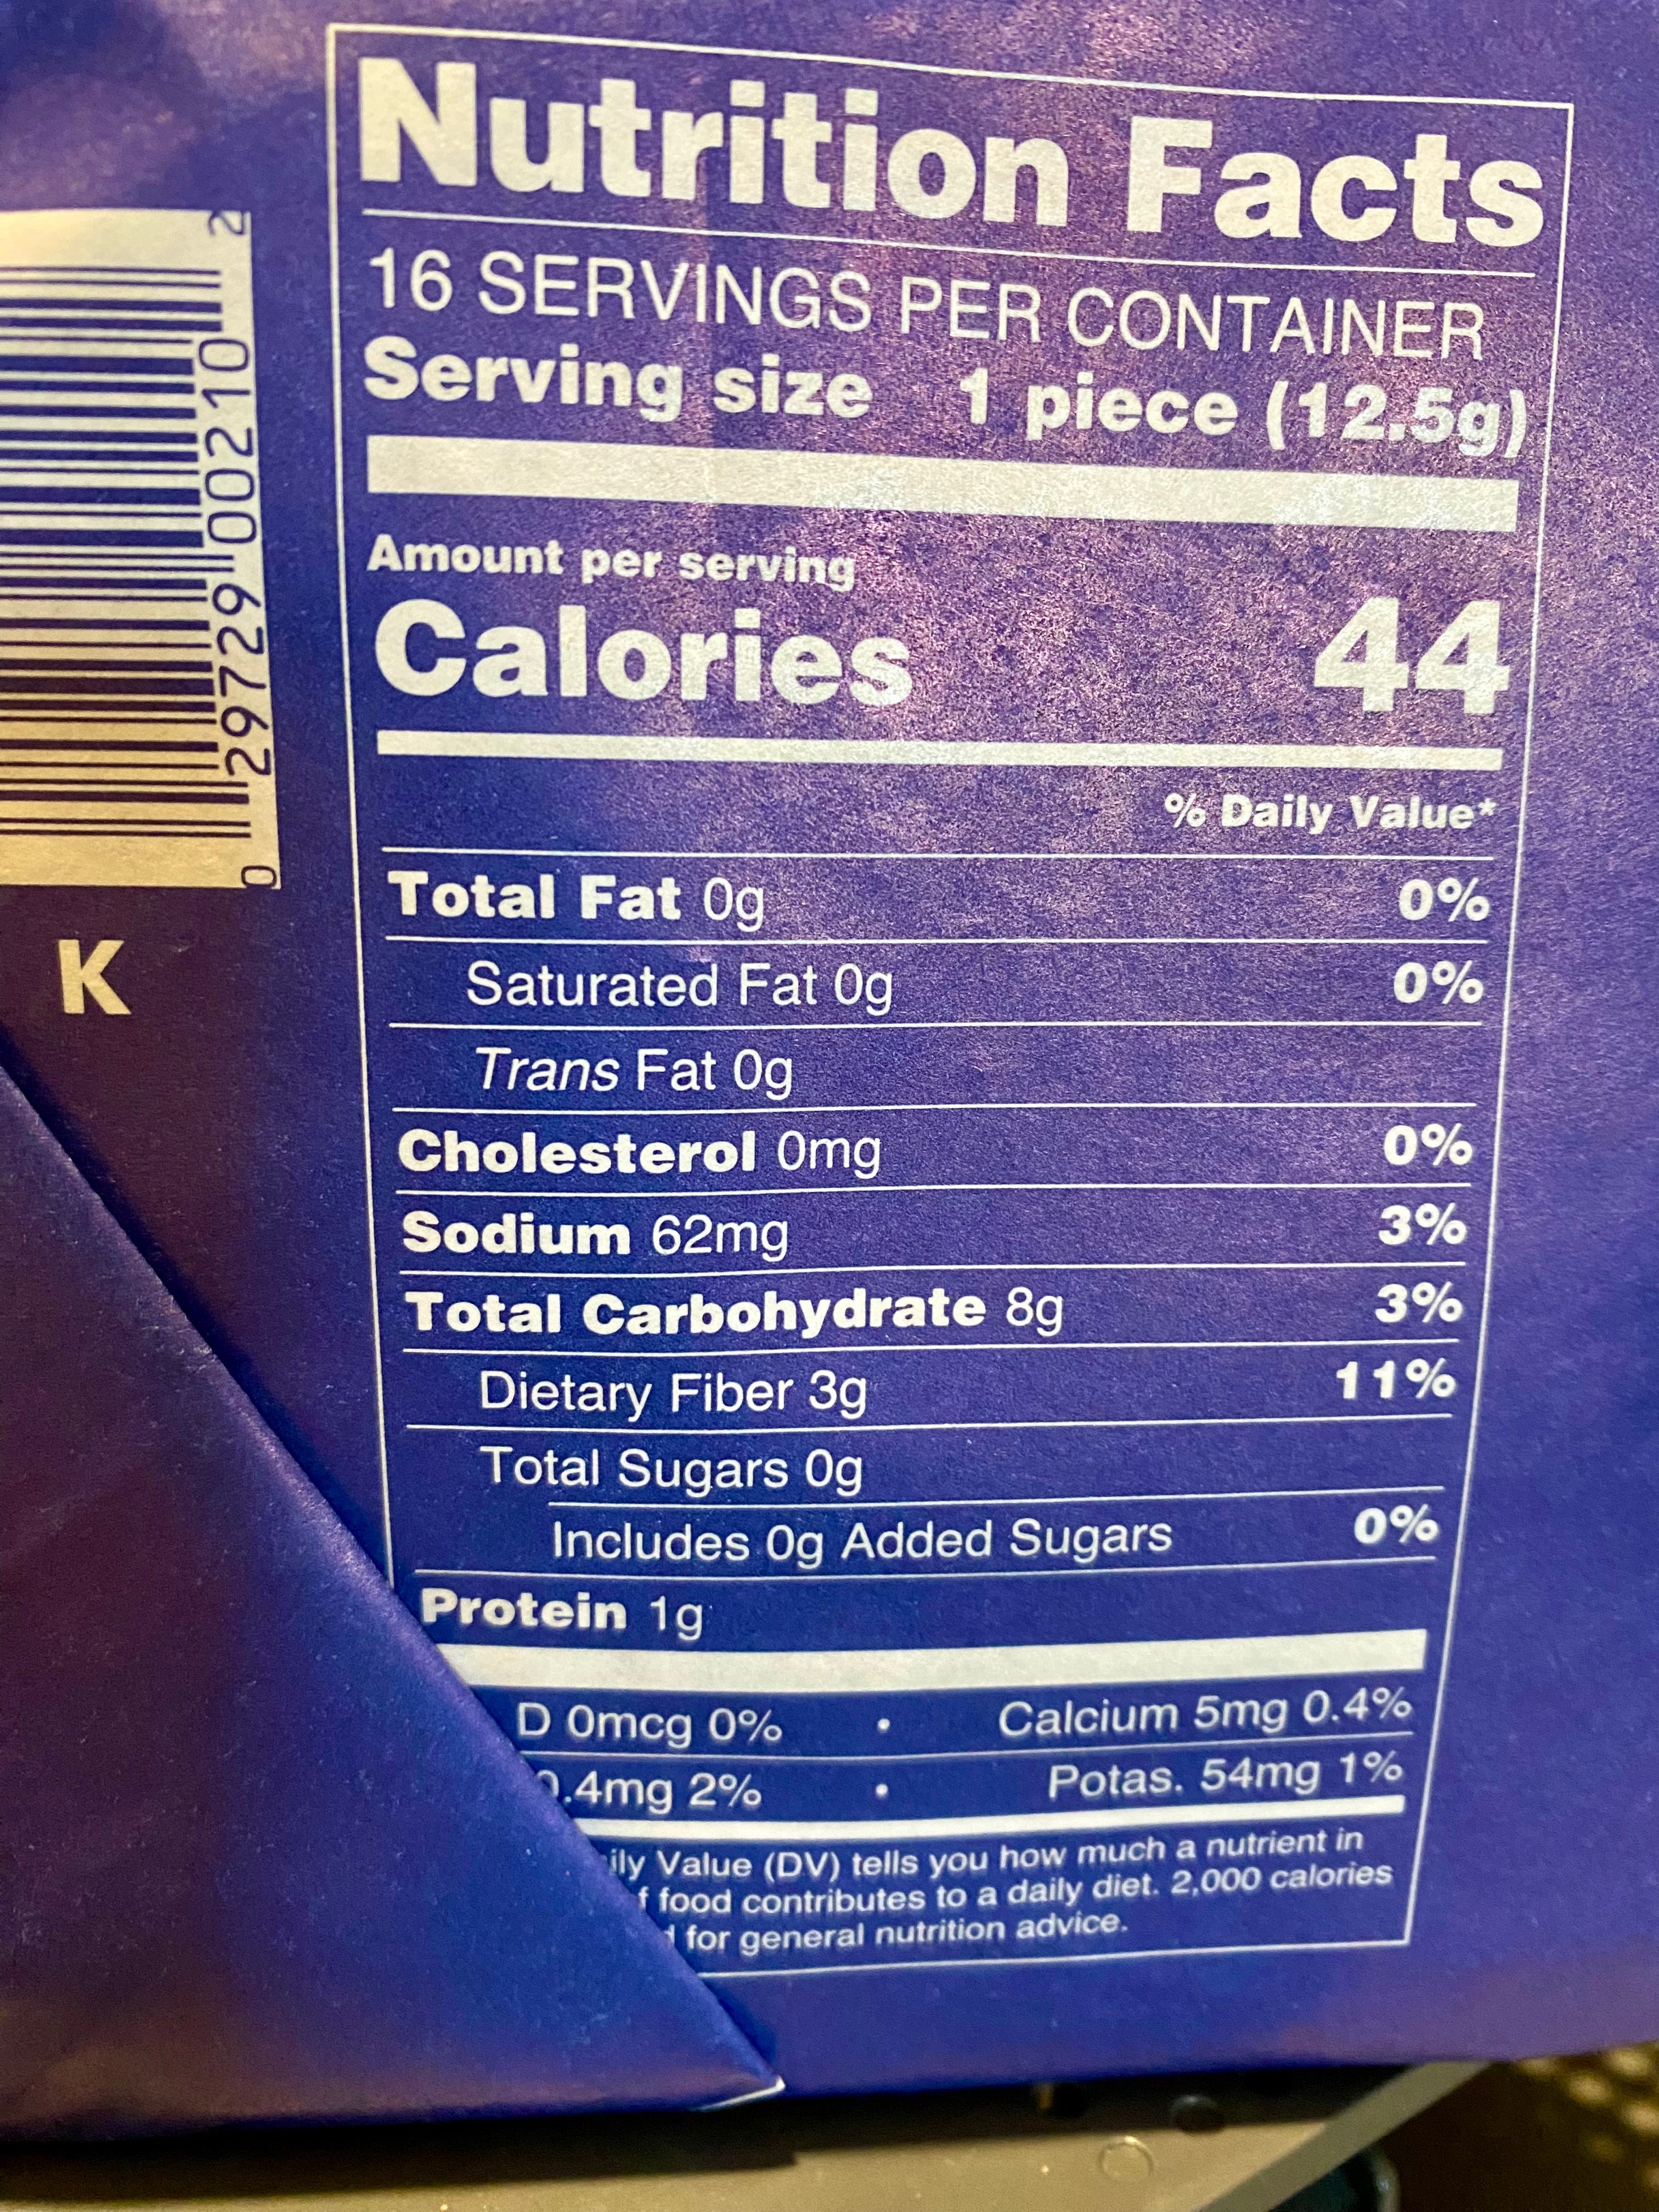 Nutrition Facts
16 SERVINGS PER CONTAINER
Serving size 1 piece (12.5g)
Amount per serving
Calories 44
% Daily Value*
Total Fat 0g 0%
Saturated Fat 0g 0%
Trans Fat 0g
Cholesterol 0mg 0%
Sodium 62mg 3%
Total Carbohydrate 8g 3%
Dietary Fiber 3g 11%
Total Sugars 0g
Includes 0g Added Sugars 0%
Protein 1g
D 0mcg 0% • Calcium 5mg 0.4%
.4mg 2% • Potas. 54mg 1%
ily Value (DV) tells you how much a nutrient in
f food contributes to a daily diet. 2,000 calories
for general nutrition advice.
0 29729 00210 2
K